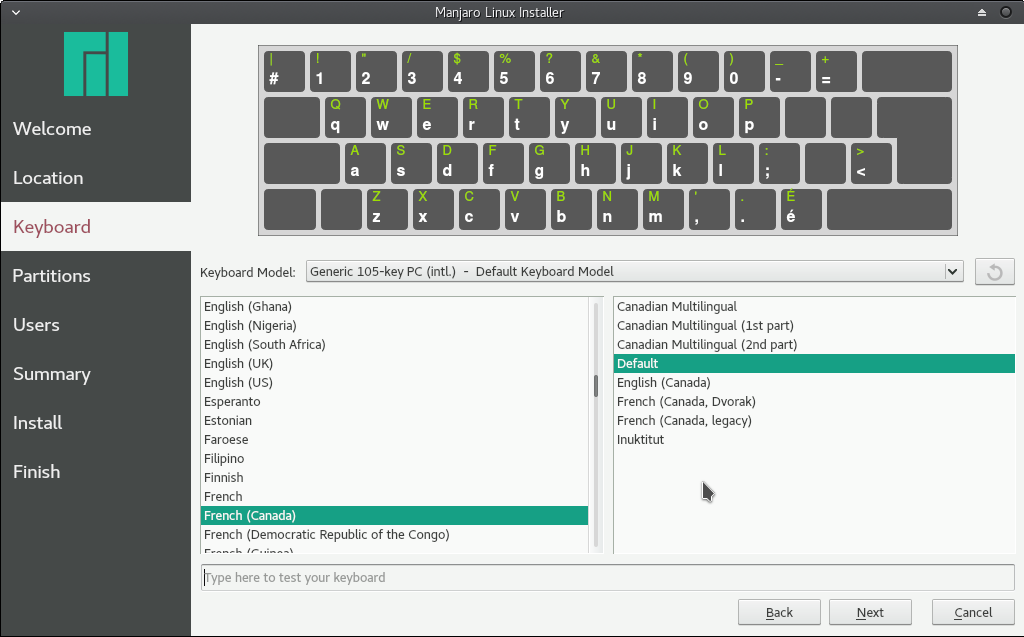 Manjaro Linux Installer
Welcome
Location
Keyboard
Partitions
Users
Summary
Install
Finish
| ! " / $ % ? & * ( ) _ +
# 1 2 3 4 5 6 7 8 9 0 - =
Q W E R T Y U I O P
q w e r t y u i o p
A S D F G H J K L : >
a s d f g h j k l ; <
Z X C V B N M ' . É
z x c v b n m , . é
Keyboard Model: Generic 105-key PC (intl.) - Default Keyboard Model
English (Ghana)
English (Nigeria)
English (South Africa)
English (UK)
English (US)
Esperanto
Estonian
Faroese
Filipino
Finnish
French
French (Canada)
French (Democratic Republic of the Congo)
French (Guinea)
Canadian Multilingual
Canadian Multilingual (1st part)
Canadian Multilingual (2nd part)
Default
English (Canada)
French (Canada, Dvorak)
French (Canada, legacy)
Inuktitut
Type here to test your keyboard
Back Next Cancel